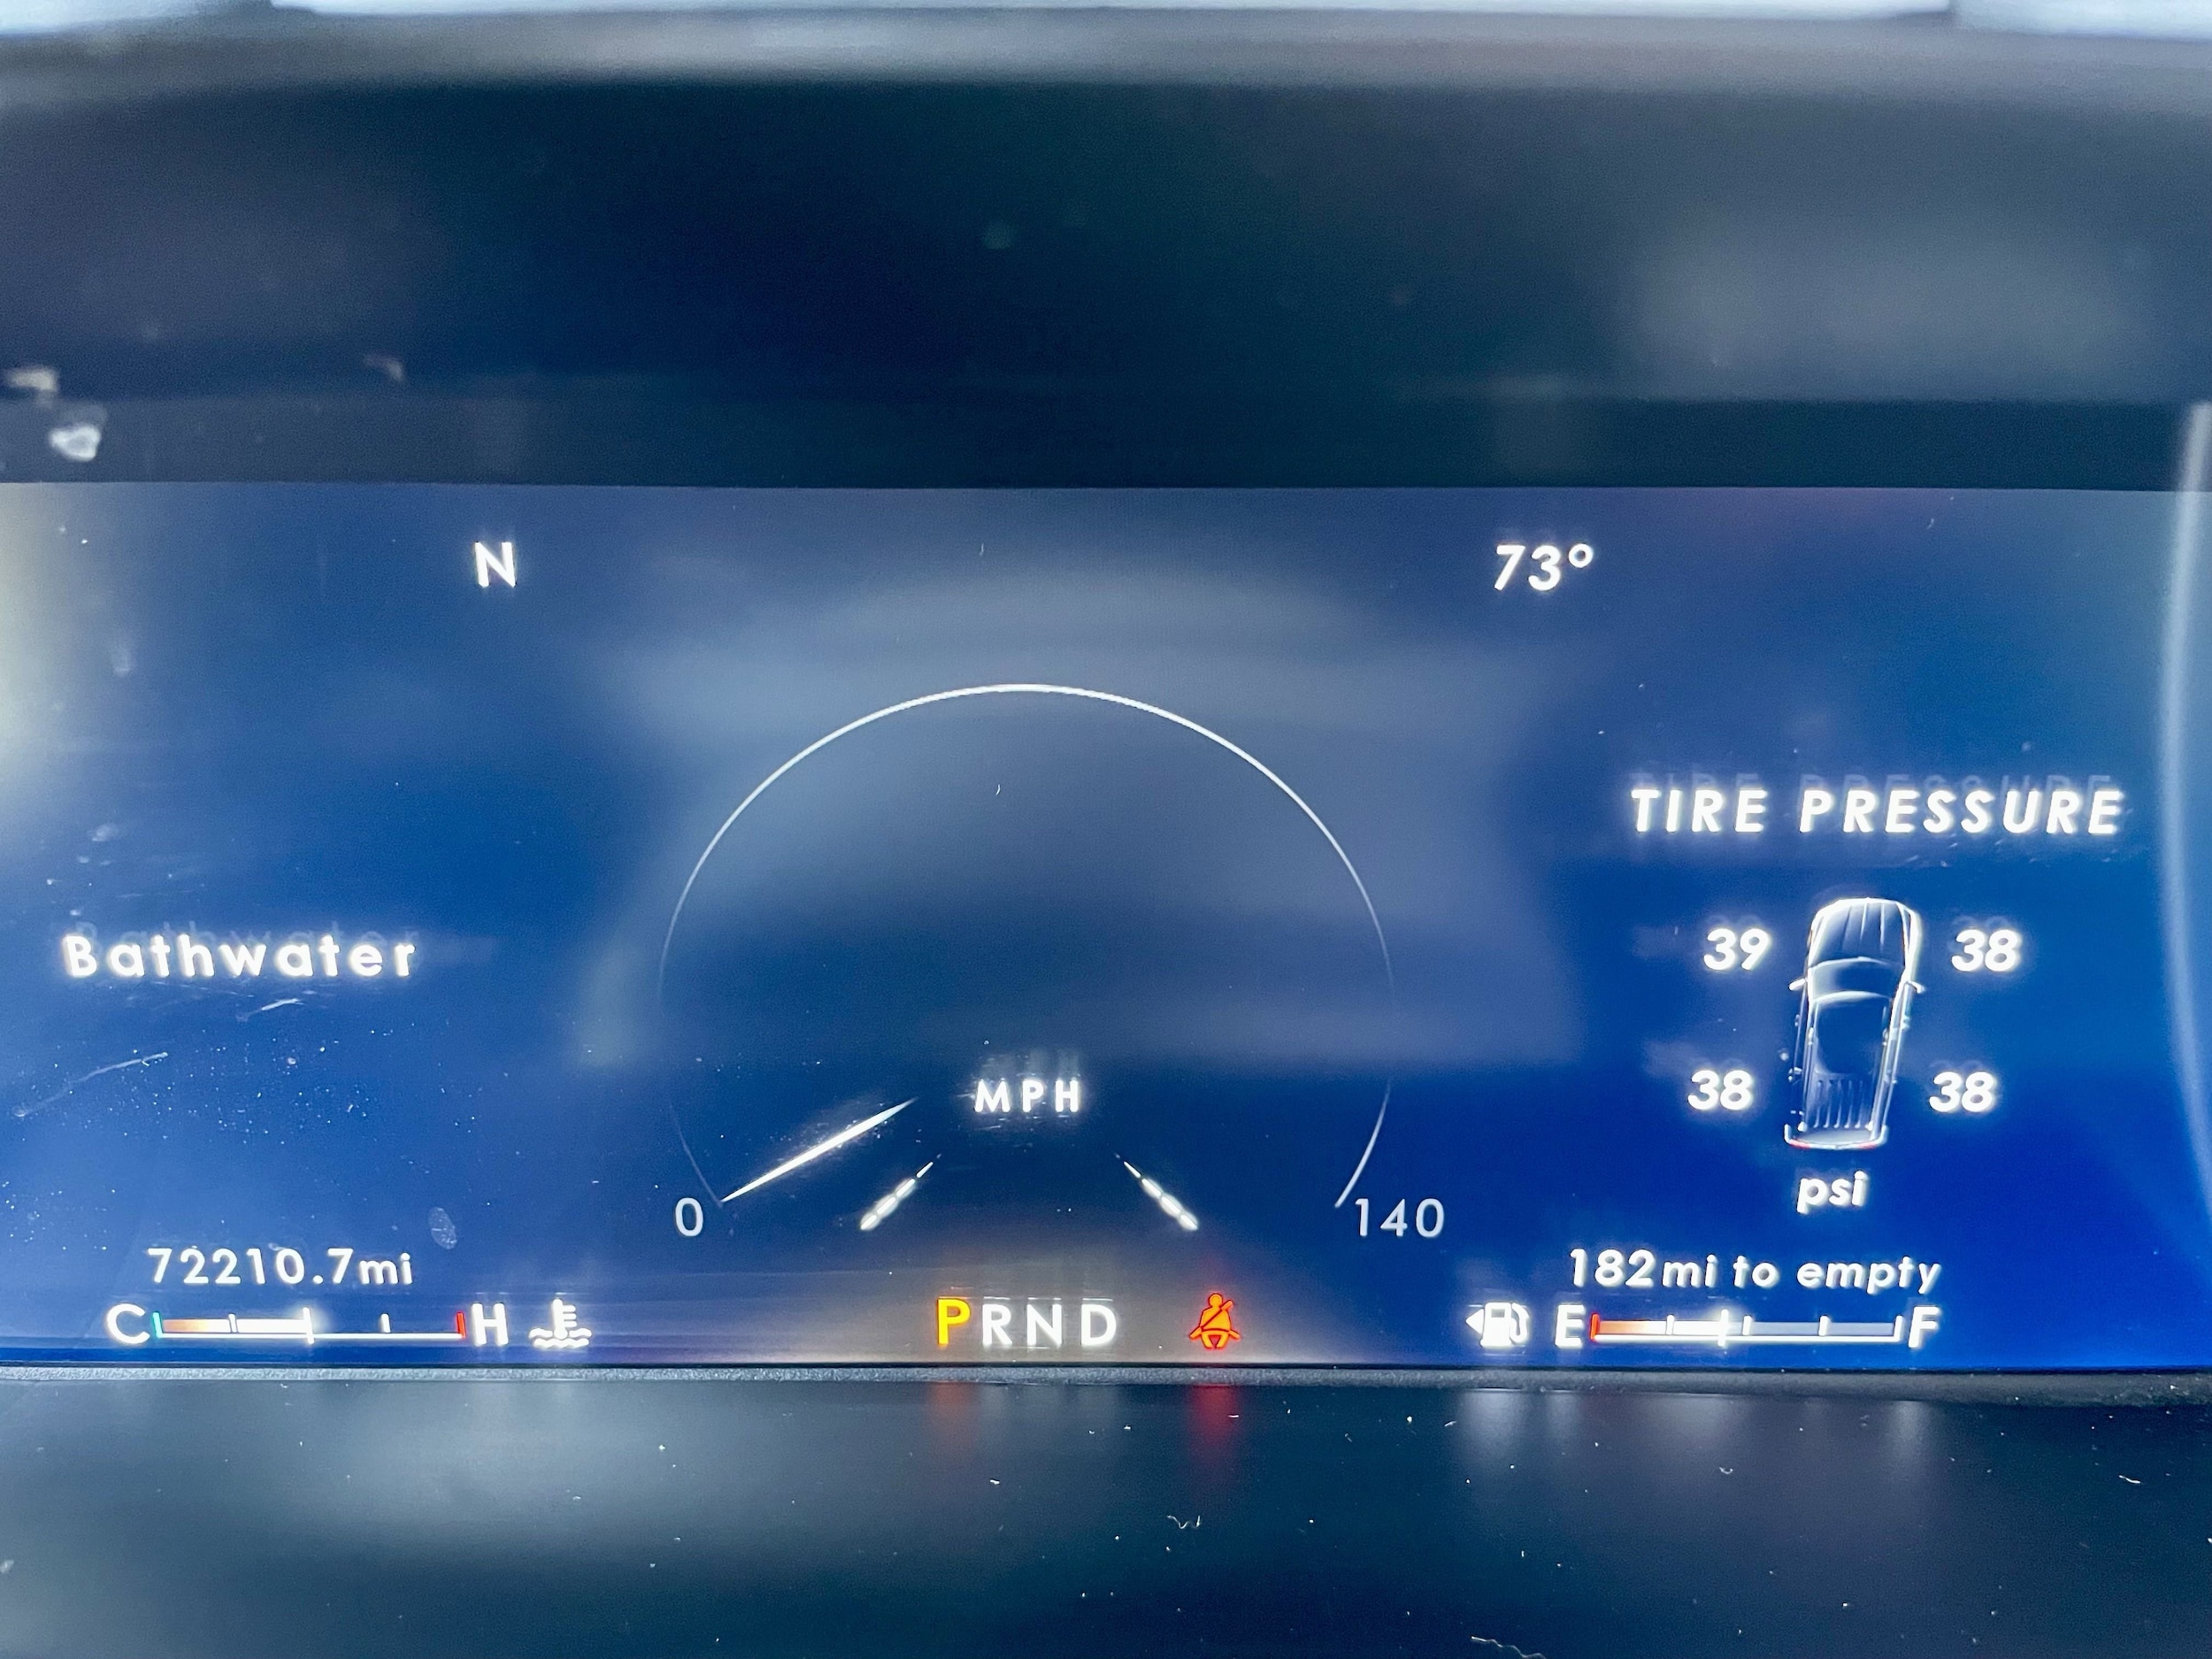 N
73°
TIRE PRESSURE
39 38
Bathwater
38 38
MPH
psi
0 140
72210.7mi
182mi to empty
C H
PRND
E F